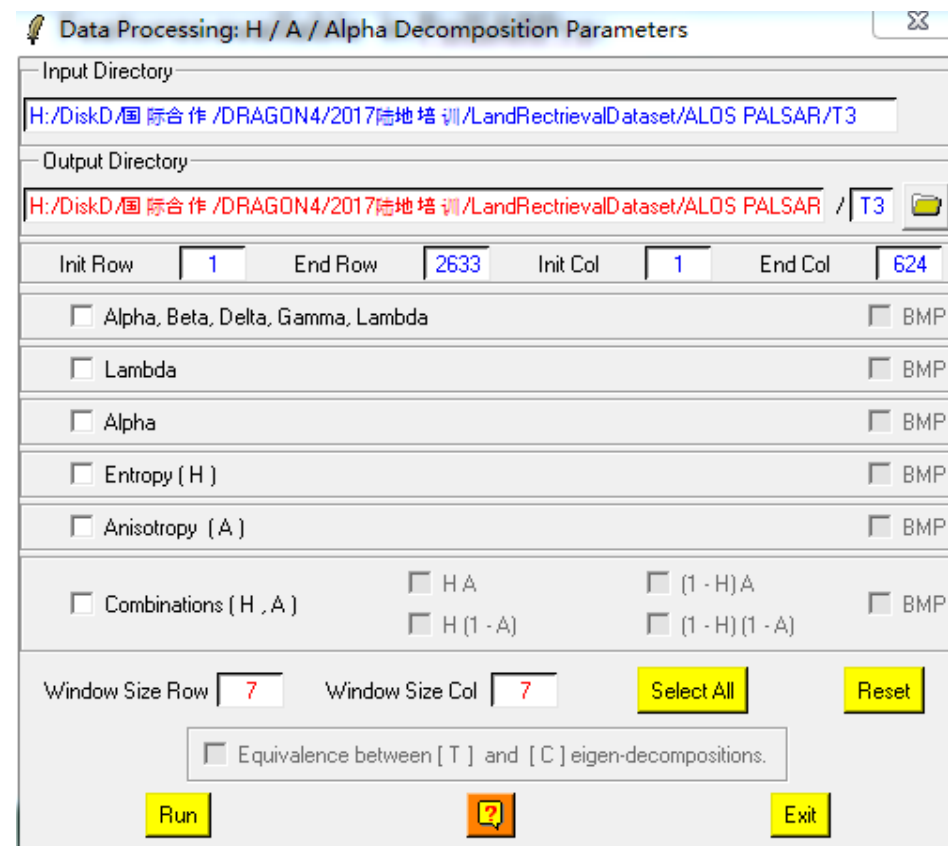 Data Processing: H / A / Alpha Decomposition Parameters
Input Directory
H:/DiskD/国 际合 作 /DRAGON4/2017陆地 培 训/LandRectrievalDataset/ALOS PALSAR/T3
Output Directory
H:/DiskD/国 际合 作 /DRAGON4/2017陆地 培 训/LandRectrievalDataset/ALOS PALSAR / T3
Init Row 1 End Row 2633 Init Col 1 End Col 624
Alpha, Beta, Delta, Gamma, Lambda BMP
Lambda BMP
Alpha BMP
Entropy ( H ) BMP
Anisotropy ( A ) BMP
H A (1 - H) A
Combinations ( H , A ) BMP
H (1 - A) (1 - H) (1 - A)
Window Size Row 7 Window Size Col 7 Select All Reset
Equivalence between [ T ] and [ C ] eigen-decompositions.
Run ? Exit